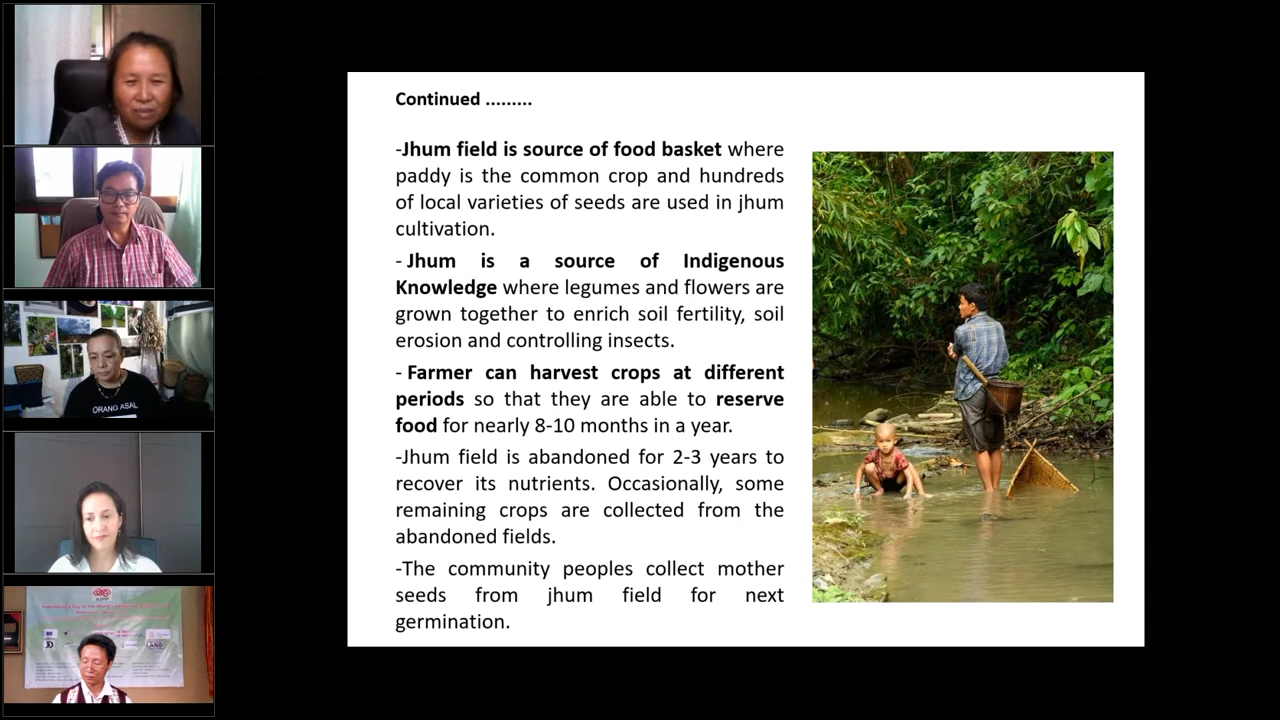 Continued .........
-Jhum field is source of food basket where
paddy is the common crop and hundreds
of local varieties of seeds are used in jhum
cultivation.
- Jhum is a source of Indigenous
Knowledge where legumes and flowers are
grown together to enrich soil fertility, soil
erosion and controlling insects.
- Farmer can harvest crops at different
periods so that they are able to reserve
food for nearly 8-10 months in a year.
-Jhum field is abandoned for 2-3 years to
recover its nutrients. Occasionally, some
remaining crops are collected from the
abandoned fields.
-The community peoples collect mother
seeds from jhum field for next
germination.
ORANG ASAL
AIPP